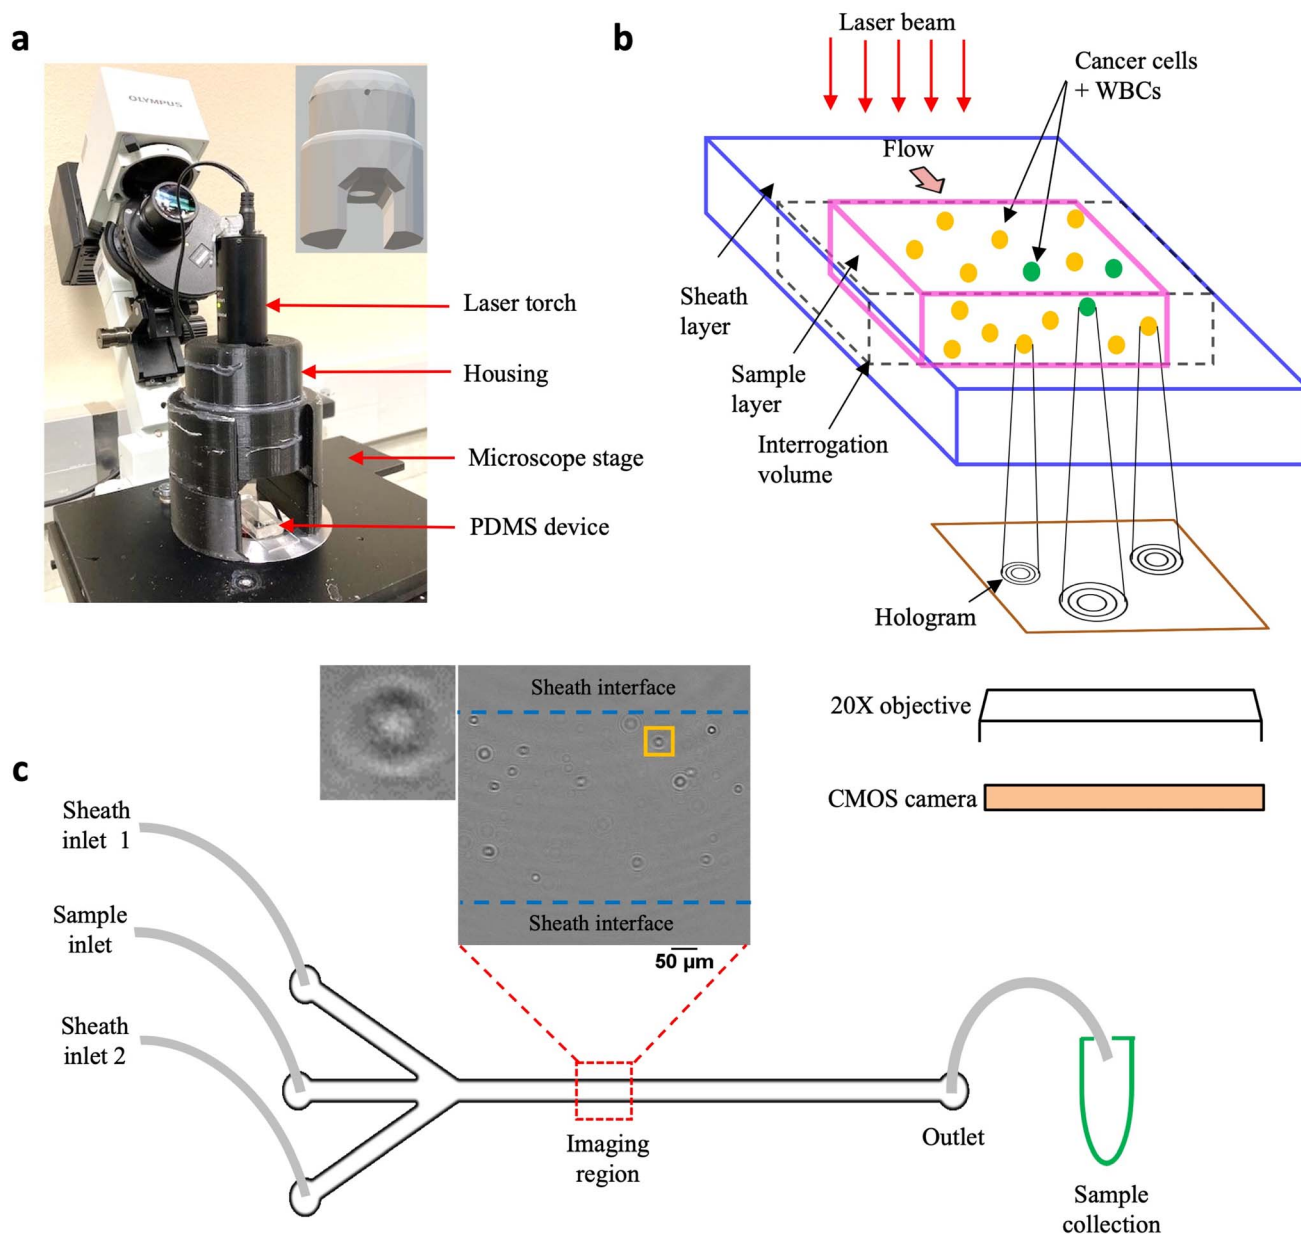 a
OLYMPUS
Laser torch
Housing
Microscope stage
PDMS device
b
Laser beam
Cancer cells
+ WBCs
Flow
Sheath
layer
Sample
layer
Interrogation
volume
Hologram
20X objective
CMOS camera
c
Sheath interface
Sheath interface
50 µm
Sheath
inlet 1
Sample
inlet
Sheath
inlet 2
Imaging
region
Outlet
Sample
collection